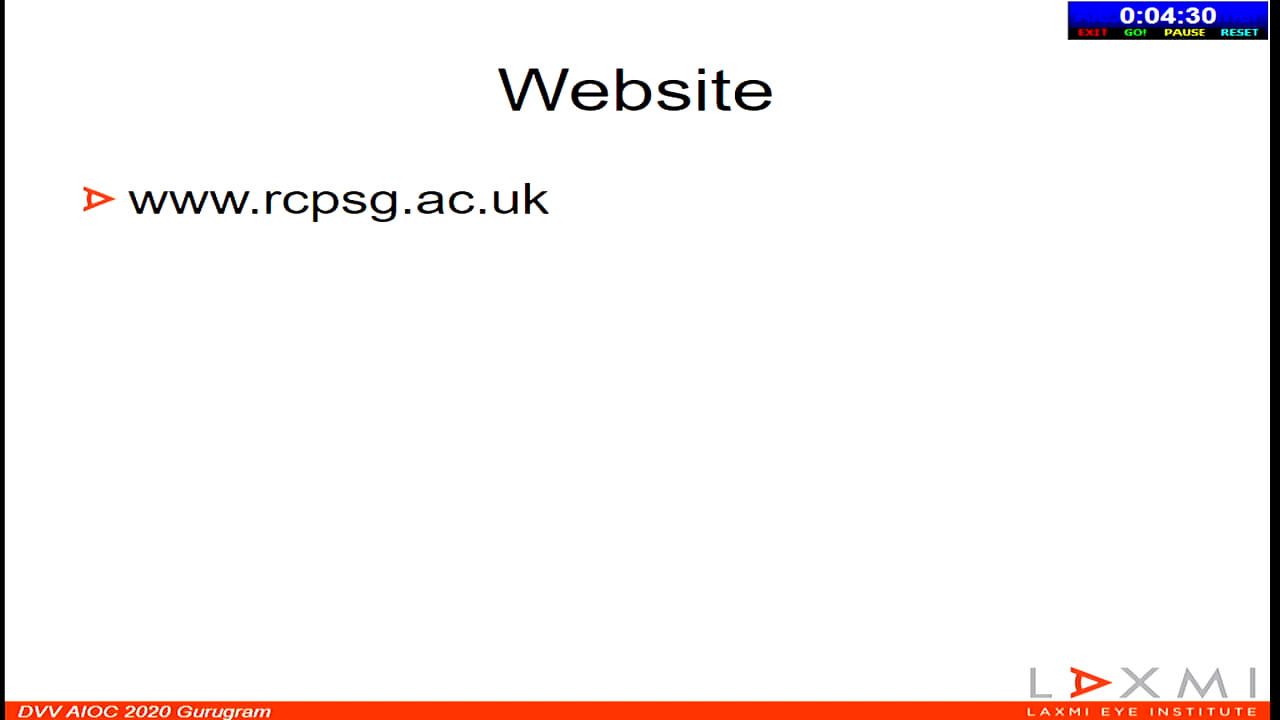 0:04:30
EXIT GO! PAUSE RESET
Website
www.rcpsg.ac.uk
LAXMI
LAXMI EYE INSTITUTE
DVV AIOC 2020 Gurugram